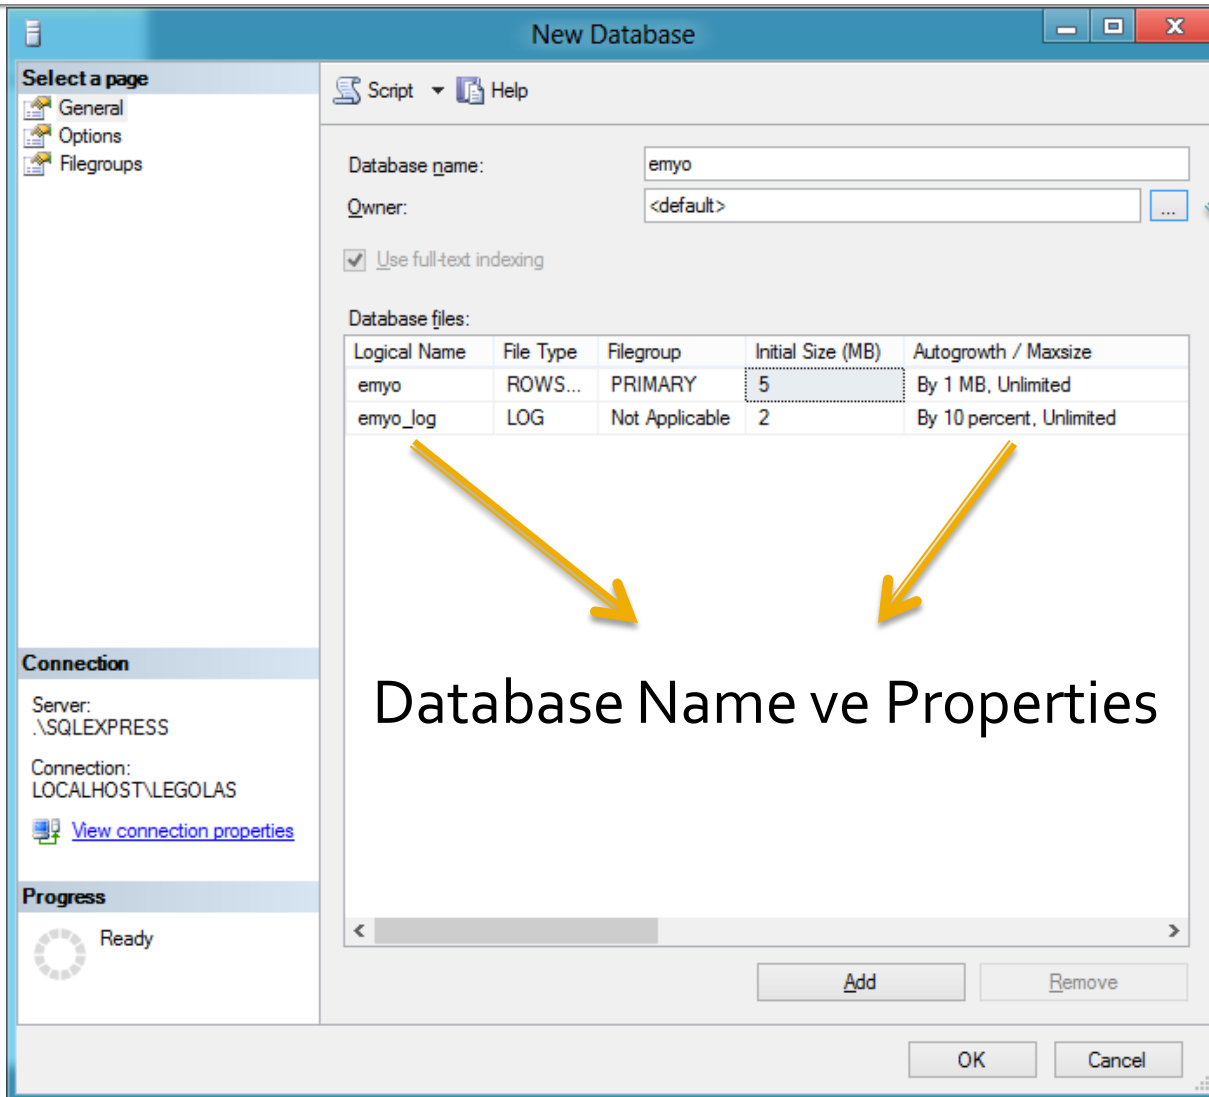 New Database
X
Select a page
General
Options
Filegroups
Script
Help
Database name:
emyo
Owner:
<default>
...
Use full-text indexing
Database files:
Logical Name File Type Filegroup Initial Size (MB) Autogrowth / Maxsize
emyo ROWS... PRIMARY 5 By 1 MB, Unlimited
emyo_log LOG Not Applicable 2 By 10 percent, Unlimited
Database Name ve Properties
Connection
Server:
.\SQLEXPRESS
Connection:
LOCALHOST\LEGOLAS
View connection properties
Progress
Ready
Add
Remove
OK
Cancel